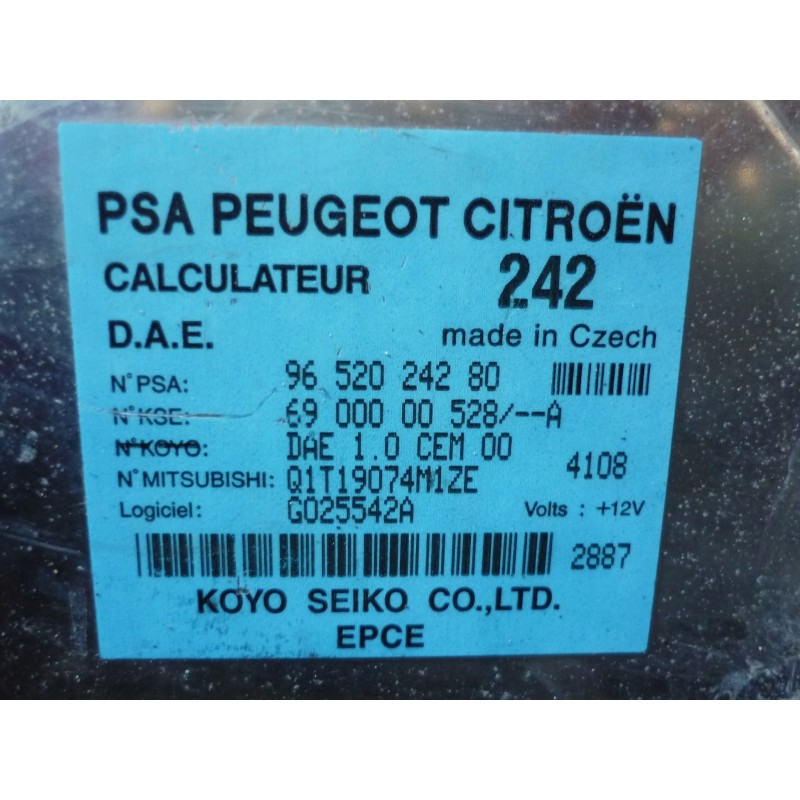 PSA PEUGEOT CITROËN
CALCULATEUR 242
D.A.E. made in Czech
N°PSA: 96 520 242 80
N°KSE: 69 000 00 528/--A
N°KOYO: DAE 1.0 CEM 00
N°MITSUBISHI: Q1T19074M1ZE 4108
Logiciel: G025542A Volts : +12V
2887
KOYO SEIKO CO.,LTD.
EPCE